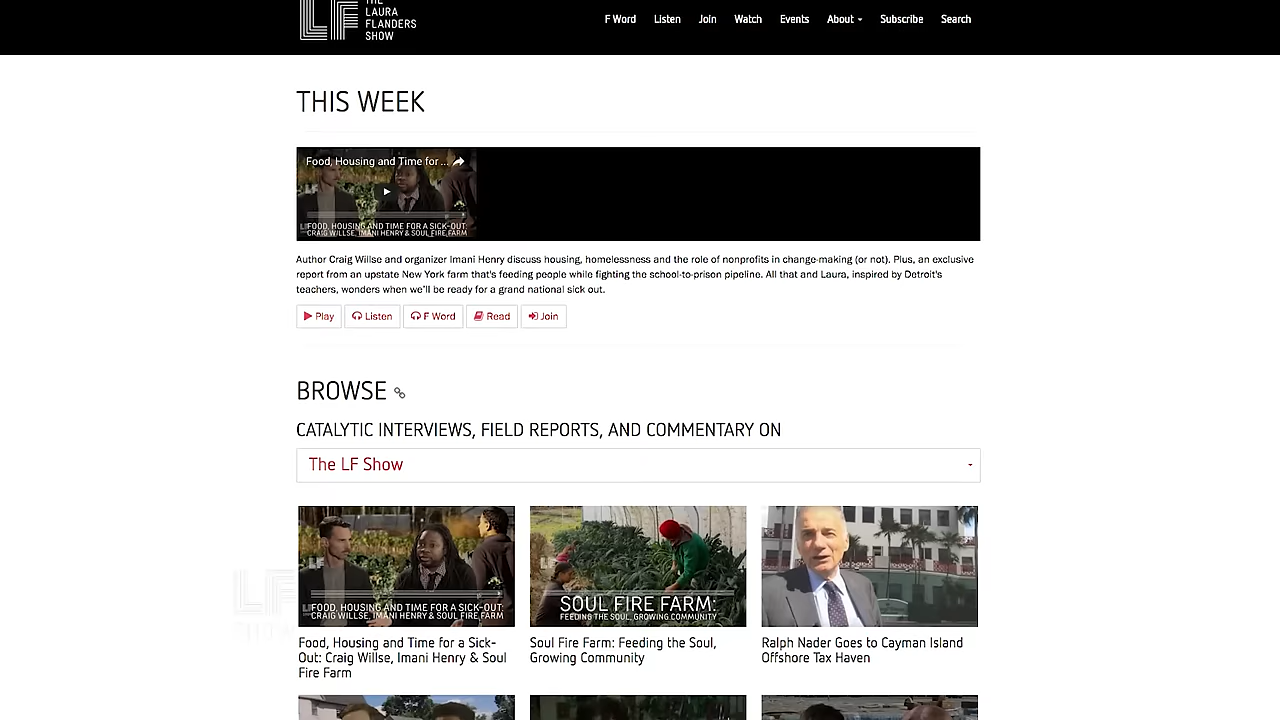 THE
LAURA
FLANDERS
SHOW
LF
F Word Listen Join Watch Events About Subscribe Search
THIS WEEK
Food, Housing and Time for ...
FOOD, HOUSING AND TIME FOR A SICK-OUT:
CRAIG WILLSE, IMANI HENRY & SOUL FIRE FARM
Author Craig Willse and organizer Imani Henry discuss housing, homelessness and the role of nonprofits in change-making (or not). Plus, an exclusive
report from an upstate New York farm that's feeding people while fighting the school-to-prison pipeline. All that and Laura, inspired by Detroit's
teachers, wonders when we'll be ready for a grand national sick out.
Play Listen F Word Read Join
BROWSE
CATALYTIC INTERVIEWS, FIELD REPORTS, AND COMMENTARY ON
The LF Show
FOOD, HOUSING AND TIME FOR A SICK-OUT:
CRAIG WILLSE, IMANI HENRY & SOUL FIRE FARM
SOUL FIRE FARM:
FEEDING THE SOUL, GROWING COMMUNITY
LF
Food, Housing and Time for a Sick-
Out: Craig Willse, Imani Henry & Soul
Fire Farm
Soul Fire Farm: Feeding the Soul,
Growing Community
Ralph Nader Goes to Cayman Island
Offshore Tax Haven